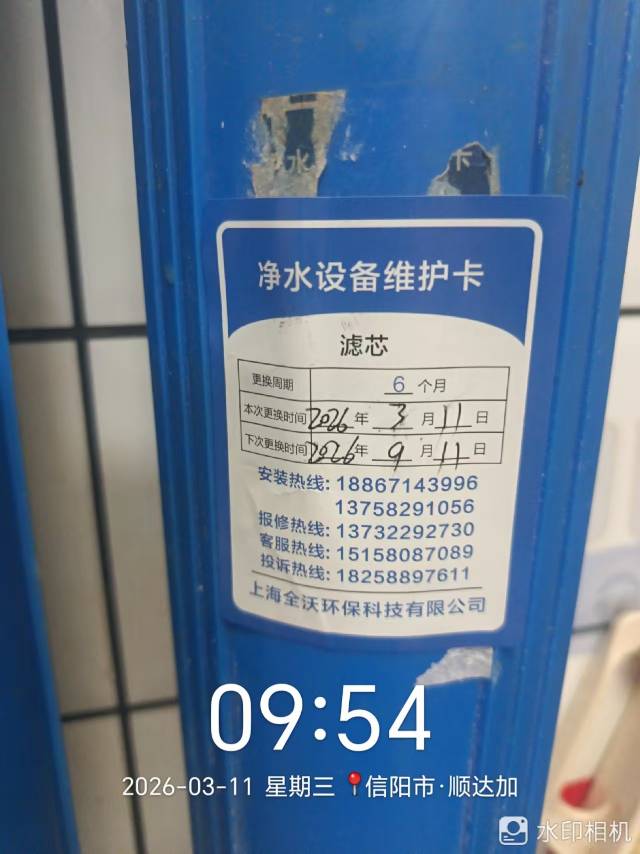 水 卡
净水设备维护卡
滤芯
更换周期 6 个月
本次更换时间 2026 年 3 月 11 日
下次更换时间 2026 年 9 月 11 日
安装热线: 18867143996
13758291056
报修热线: 13732292730
客服热线: 15158087089
投诉热线: 18258897611
上海全沃环保科技有限公司
09:54
2026-03-11 星期三 信阳市·顺达加
水印相机